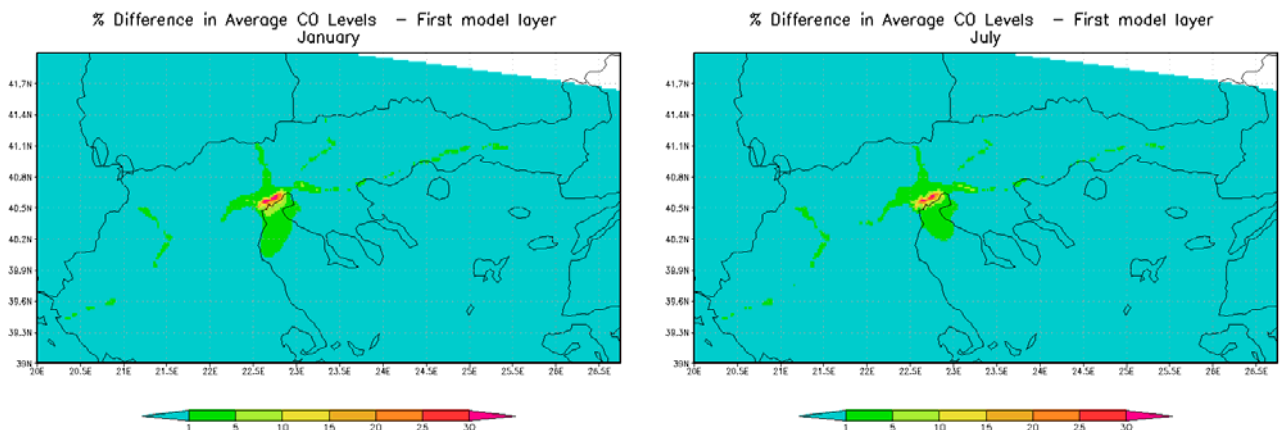 % Difference in Average CO Levels – First model layer
January
41.7N
41.4N
41.1N
40.8N
40.5N
40.2N
39.9N
39.6N
39.3N
39N
20E 20.5E 21E 21.5E 22E 22.5E 23E 23.5E 24E 24.5E 25E 25.5E 26E 26.5E
1 5 10 15 20 25 30
% Difference in Average CO Levels – First model layer
July
41.7N
41.4N
41.1N
40.8N
40.5N
40.2N
39.9N
39.6N
39.3N
39N
20E 20.5E 21E 21.5E 22E 22.5E 23E 23.5E 24E 24.5E 25E 25.5E 26E 26.5E
1 5 10 15 20 25 30